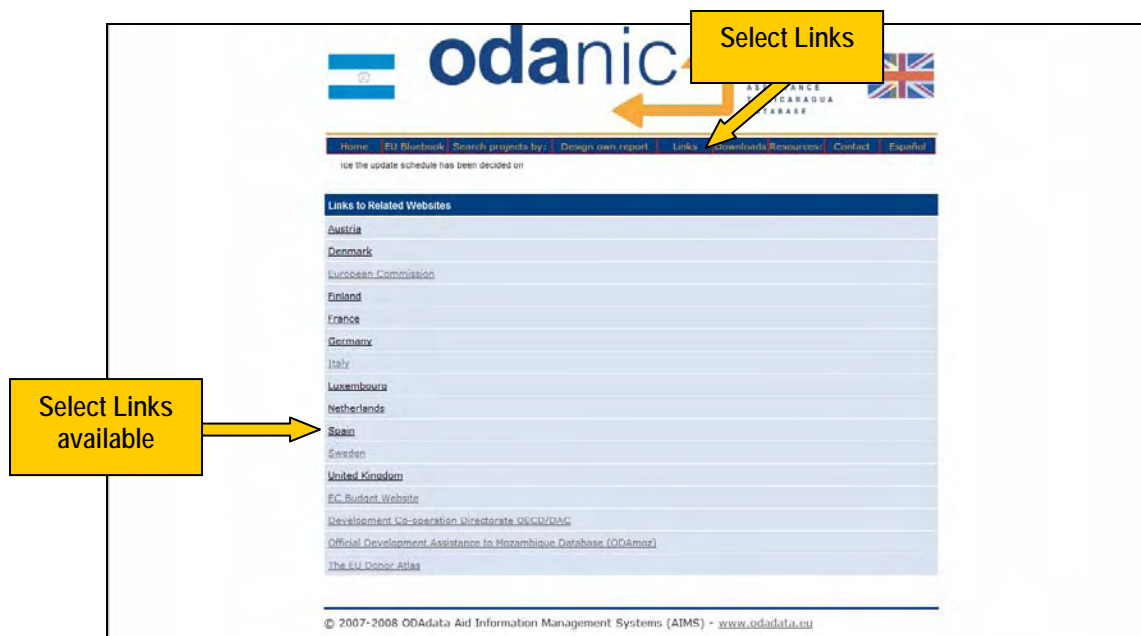 Select Links
odanic
DATABASE
Home EU Bluebook Search projects by: Design own report Links Downloads Resources: Contact Español
ice the update schedule has been decided on
Links to Related Websites
Austria
Denmark
European Commission
Finland
France
Germany
Italy
Luxembourg
Netherlands
Select Links
available
Spain
Sweden
United Kingdom
EC Budget Website
Development Co-operation Directorate OECD/DAC
Official Development Assistance to Mozambique Database (ODAmoz)
The EU Donor Atlas
© 2007-2008 ODAdata Aid Information Management Systems (AIMS) - www.odadata.eu